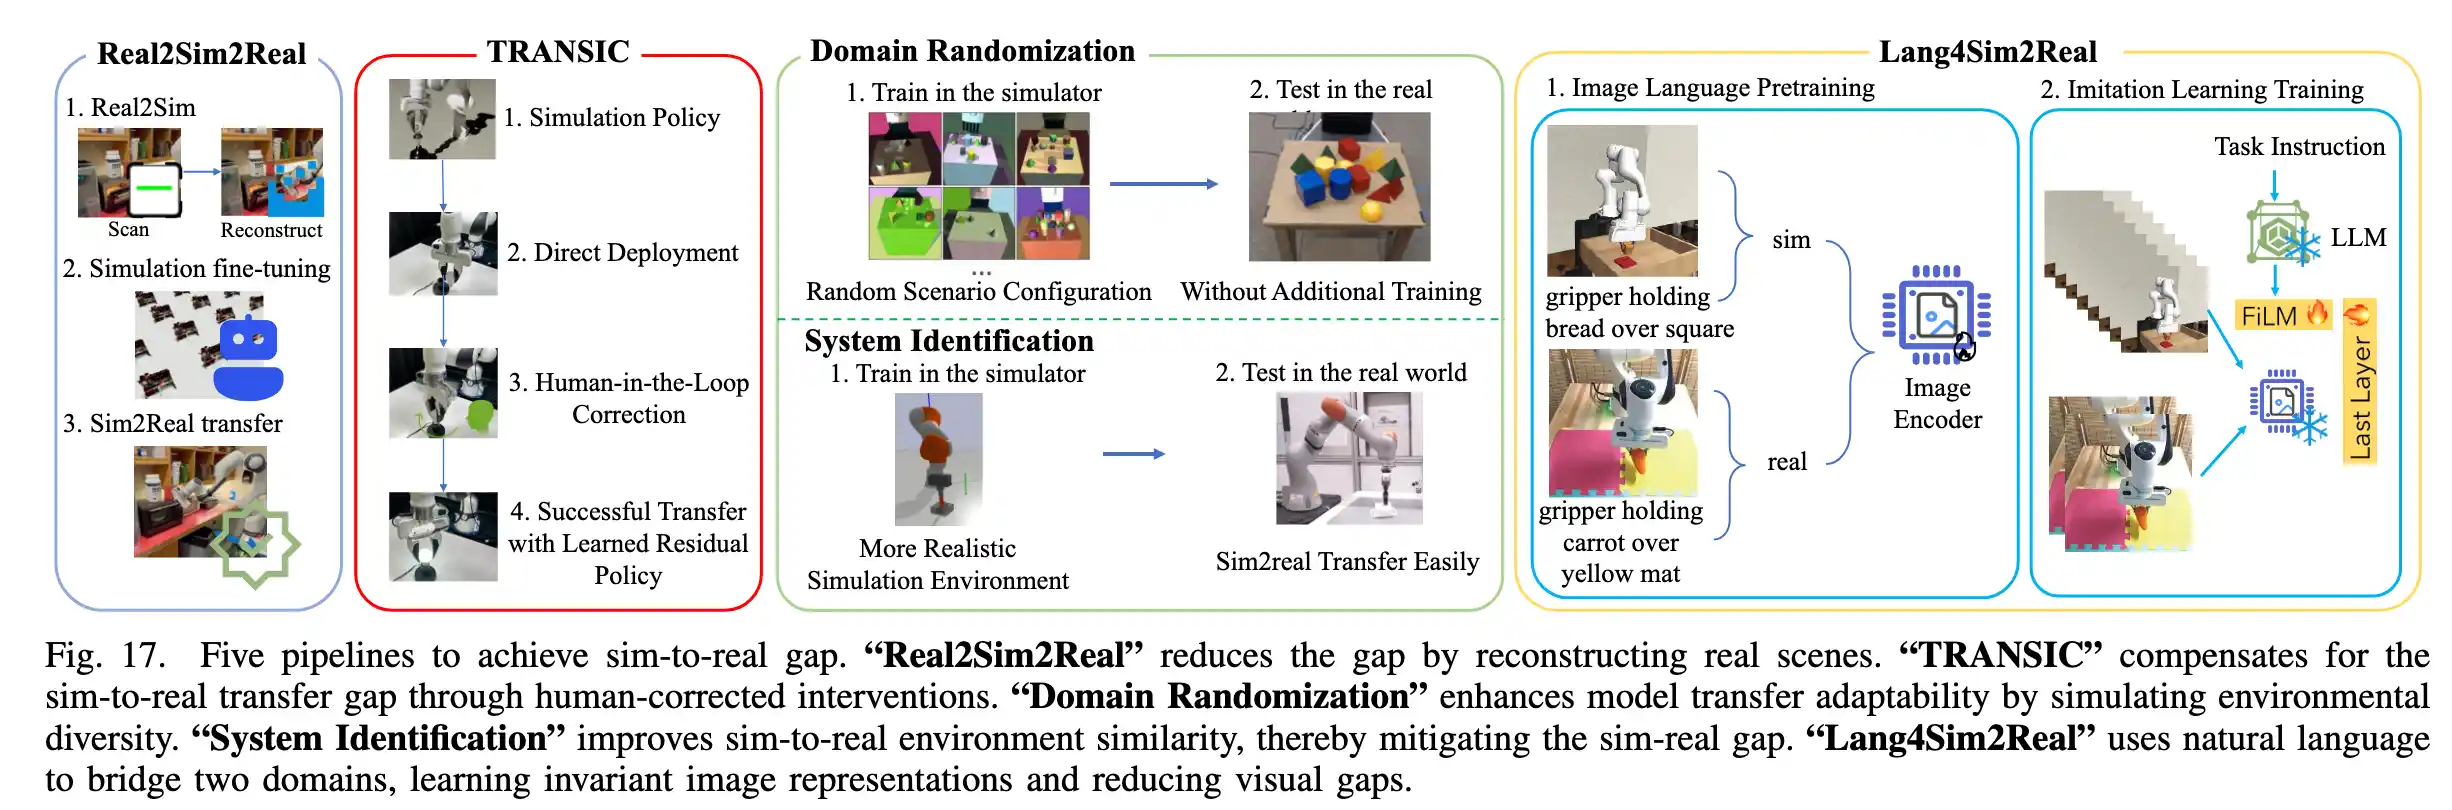 Real2Sim2Real
1. Real2Sim
Scan
Reconstruct
2. Simulation fine-tuning
3. Sim2Real transfer
TRANSIC
1. Simulation Policy
2. Direct Deployment
3. Human-in-the-Loop
Correction
4. Successful Transfer
with Learned Residual
Policy
Domain Randomization
1. Train in the simulator
...
Random Scenario Configuration
2. Test in the real
Without Additional Training
System Identification
1. Train in the simulator
More Realistic
Simulation Environment
2. Test in the real world
Sim2real Transfer Easily
Lang4Sim2Real
1. Image Language Pretraining
gripper holding
bread over square
sim
gripper holding
carrot over
yellow mat
real
Image
Encoder
2. Imitation Learning Training
Task Instruction
LLM
FiLM
Last Layer
Fig. 17. Five pipelines to achieve sim-to-real gap. “Real2Sim2Real” reduces the gap by reconstructing real scenes. “TRANSIC” compensates for the
sim-to-real transfer gap through human-corrected interventions. “Domain Randomization” enhances model transfer adaptability by simulating environmental
diversity. “System Identification” improves sim-to-real environment similarity, thereby mitigating the sim-real gap. “Lang4Sim2Real” uses natural language
to bridge two domains, learning invariant image representations and reducing visual gaps.